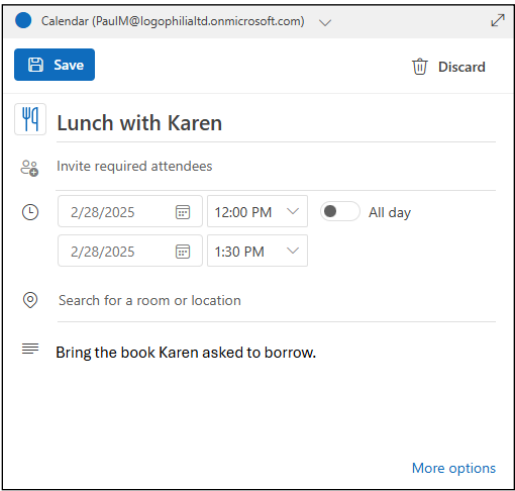 Calendar (PaulM@logophilialtd.onmicrosoft.com)
Save
Discard
Lunch with Karen
Invite required attendees
2/28/2025 12:00 PM All day
2/28/2025 1:30 PM
Search for a room or location
Bring the book Karen asked to borrow.
More options